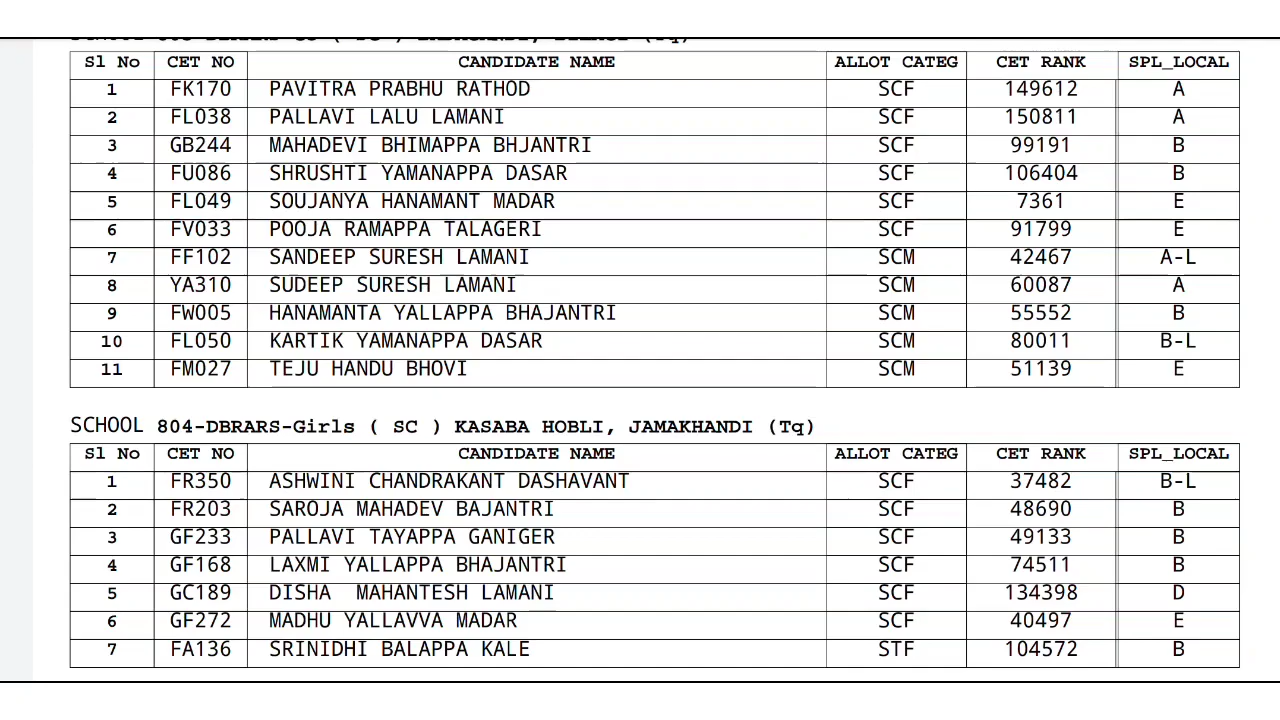 Sl No CET NO CANDIDATE NAME ALLOT CATEG CET RANK SPL_LOCAL
1 FK170 PAVITRA PRABHU RATHOD SCF 149612 A
2 FL038 PALLAVI LALU LAMANI SCF 150811 A
3 GB244 MAHADEVI BHIMAPPA BHJANTRI SCF 99191 B
4 FU086 SHRUSHTI YAMANAPPA DASAR SCF 106404 B
5 FL049 SOUJANYA HANAMANT MADAR SCF 7361 E
6 FV033 POOJA RAMAPPA TALAGERI SCF 91799 E
7 FF102 SANDEEP SURESH LAMANI SCM 42467 A-L
8 YA310 SUDEEP SURESH LAMANI SCM 60087 A
9 FW005 HANAMANTA YALLAPPA BHAJANTRI SCM 55552 B
10 FL050 KARTIK YAMANAPPA DASAR SCM 80011 B-L
11 FM027 TEJU HANDU BHOVI SCM 51139 E
SCHOOL 804-DBRARS-Girls ( SC ) KASABA HOBLI, JAMAKHANDI (Tq)
Sl No CET NO CANDIDATE NAME ALLOT CATEG CET RANK SPL_LOCAL
1 FR350 ASHWINI CHANDRAKANT DASHAVANT SCF 37482 B-L
2 FR203 SAROJA MAHADEV BAJANTRI SCF 48690 B
3 GF233 PALLAVI TAYAPPA GANIGER SCF 49133 B
4 GF168 LAXMI YALLAPPA BHAJANTRI SCF 74511 B
5 GC189 DISHA  MAHANTESH LAMANI SCF 134398 D
6 GF272 MADHU YALLAVVA MADAR SCF 40497 E
7 FA136 SRINIDHI BALAPPA KALE STF 104572 B